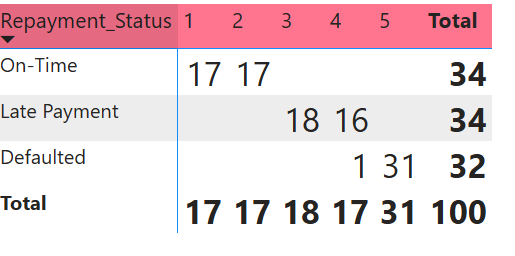 Repayment_Status 1 2 3 4 5 Total
On-Time 17 17 34
Late Payment 18 16 34
Defaulted 1 31 32
Total 17 17 18 17 31 100